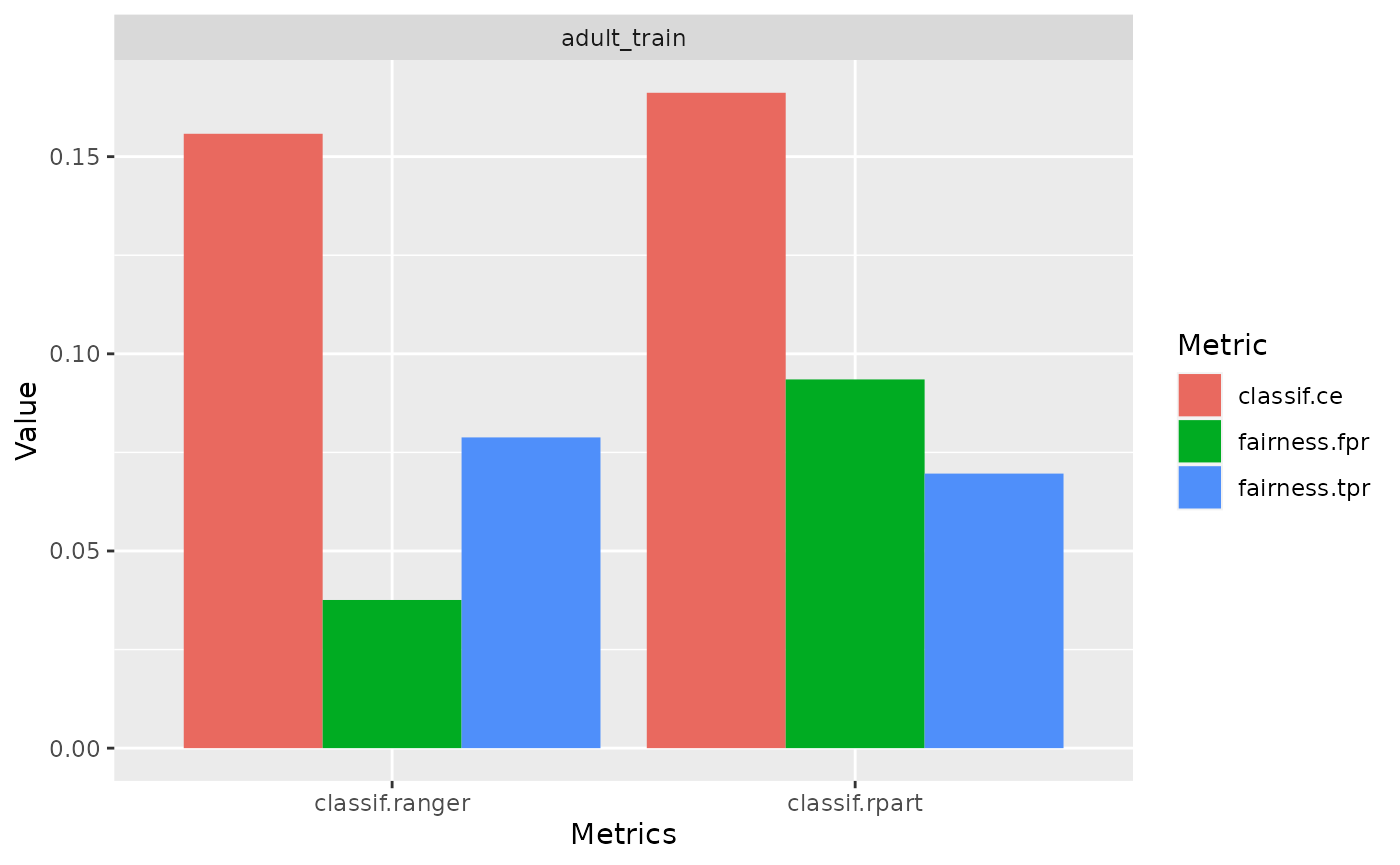 adult_train
0.15
0.10
0.05
0.00
Value
classif.ranger
classif.rpart
Metrics
Metric
classif.ce
fairness.fpr
fairness.tpr